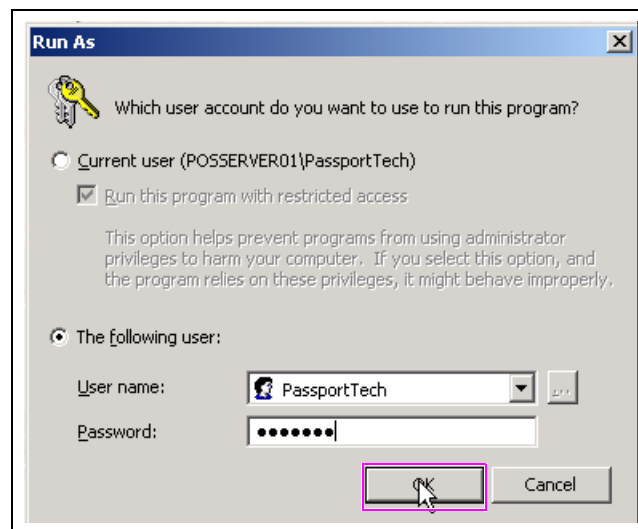 Run As
Which user account do you want to use to run this program?
Current user (POSSERVER01\PassportTech)
Run this program with restricted access
This option helps prevent programs from using administrator
privileges to harm your computer. If you select this option, and
the program relies on these privileges, it might behave improperly.
The following user:
User name:
PassportTech
...
Password:
●●●●●●●
OK
Cancel